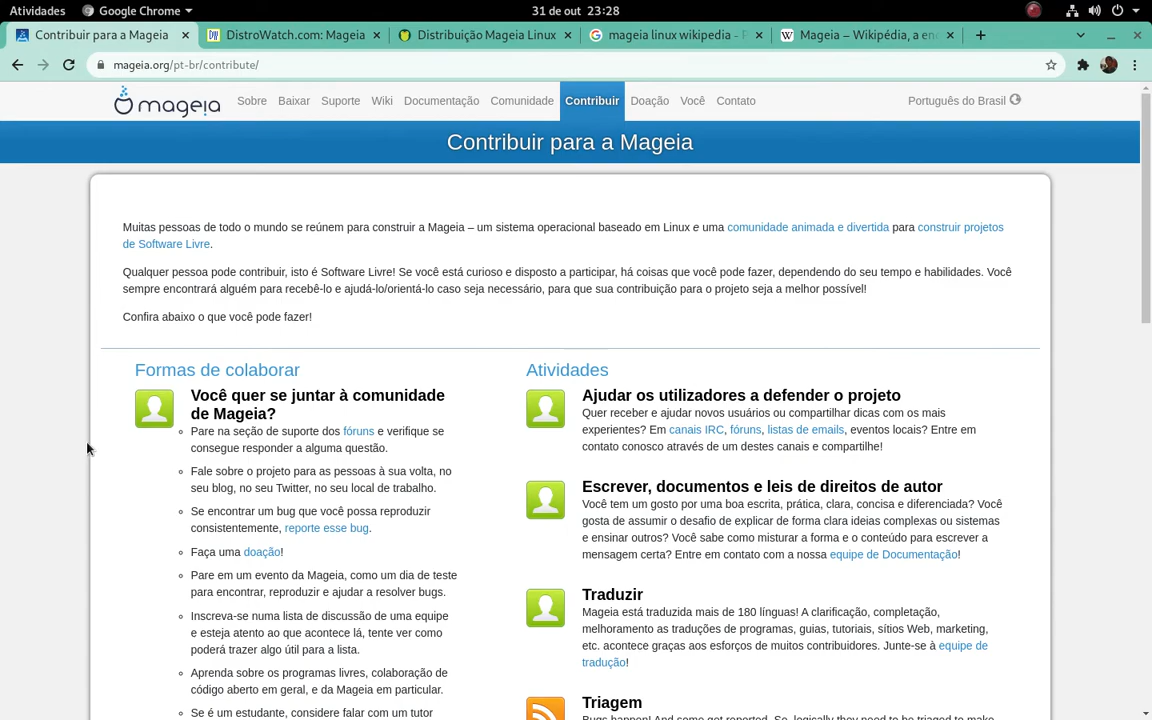 Atividades
Google Chrome
31 de out 23:28
Contribuir para a Mageia
DistroWatch.com: Mageia
Distribuição Mageia Linux
mageia linux wikipedia - P
Mageia – Wikipédia, a en
mageia.org/pt-br/contribute/
mageia
Sobre
Baixar
Suporte
Wiki
Documentação
Comunidade
Contribuir
Doação
Você
Contato
Português do Brasil
Contribuir para a Mageia
Muitas pessoas de todo o mundo se reúnem para construir a Mageia – um sistema operacional baseado em Linux e uma comunidade animada e divertida para construir projetos
de Software Livre.
Qualquer pessoa pode contribuir, isto é Software Livre! Se você está curioso e disposto a participar, há coisas que você pode fazer, dependendo do seu tempo e habilidades. Você
sempre encontrará alguém para recebê-lo e ajudá-lo/orientá-lo caso seja necessário, para que sua contribuição para o projeto seja a melhor possível!
Confira abaixo o que você pode fazer!
Formas de colaborar
Você quer se juntar à comunidade
de Mageia?
Pare na seção de suporte dos fóruns e verifique se
consegue responder a alguma questão.
Fale sobre o projeto para as pessoas à sua volta, no
seu blog, no seu Twitter, no seu local de trabalho.
Se encontrar um bug que você possa reproduzir
consistentemente, reporte esse bug.
Faça uma doação!
Pare em um evento da Mageia, como um dia de teste
para encontrar, reproduzir e ajudar a resolver bugs.
Inscreva-se numa lista de discussão de uma equipe
e esteja atento ao que acontece lá, tente ver como
poderá trazer algo útil para a lista.
Aprenda sobre os programas livres, colaboração de
código aberto em geral, e da Mageia em particular.
Se é um estudante, considere falar com um tutor
Atividades
Ajudar os utilizadores a defender o projeto
Quer receber e ajudar novos usuários ou compartilhar dicas com os mais
experientes? Em canais IRC, fóruns, listas de emails, eventos locais? Entre em
contato conosco através de um destes canais e compartilhe!
Escrever, documentos e leis de direitos de autor
Você tem um gosto por uma boa escrita, prática, clara, concisa e diferenciada? Você
gosta de assumir o desafio de explicar de forma clara ideias complexas ou sistemas
e ensinar outros? Você sabe como misturar a forma e o conteúdo para escrever a
mensagem certa? Entre em contato com a nossa equipe de Documentação!
Traduzir
Mageia está traduzida mais de 180 línguas! A clarificação, completação,
melhoramento as traduções de programas, guias, tutoriais, sítios Web, marketing,
etc. acontece graças aos esforços de muitos contribuidores. Junte-se à equipe de
tradução!
Triagem
Bugs happen! And some get reported. So, logically they need to be triaged to make